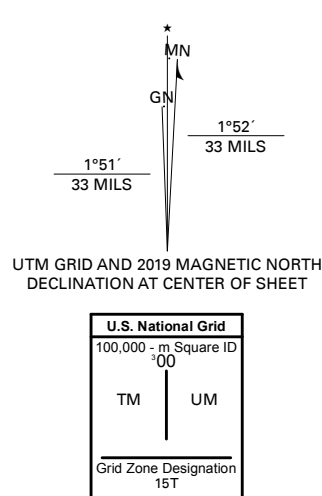 ★
MN
GN
1°52´
33 MILS
1°51´
33 MILS
UTM GRID AND 2019 MAGNETIC NORTH
DECLINATION AT CENTER OF SHEET
U.S. National Grid
100,000 - m Square ID
³00
TM UM
Grid Zone Designation
15T